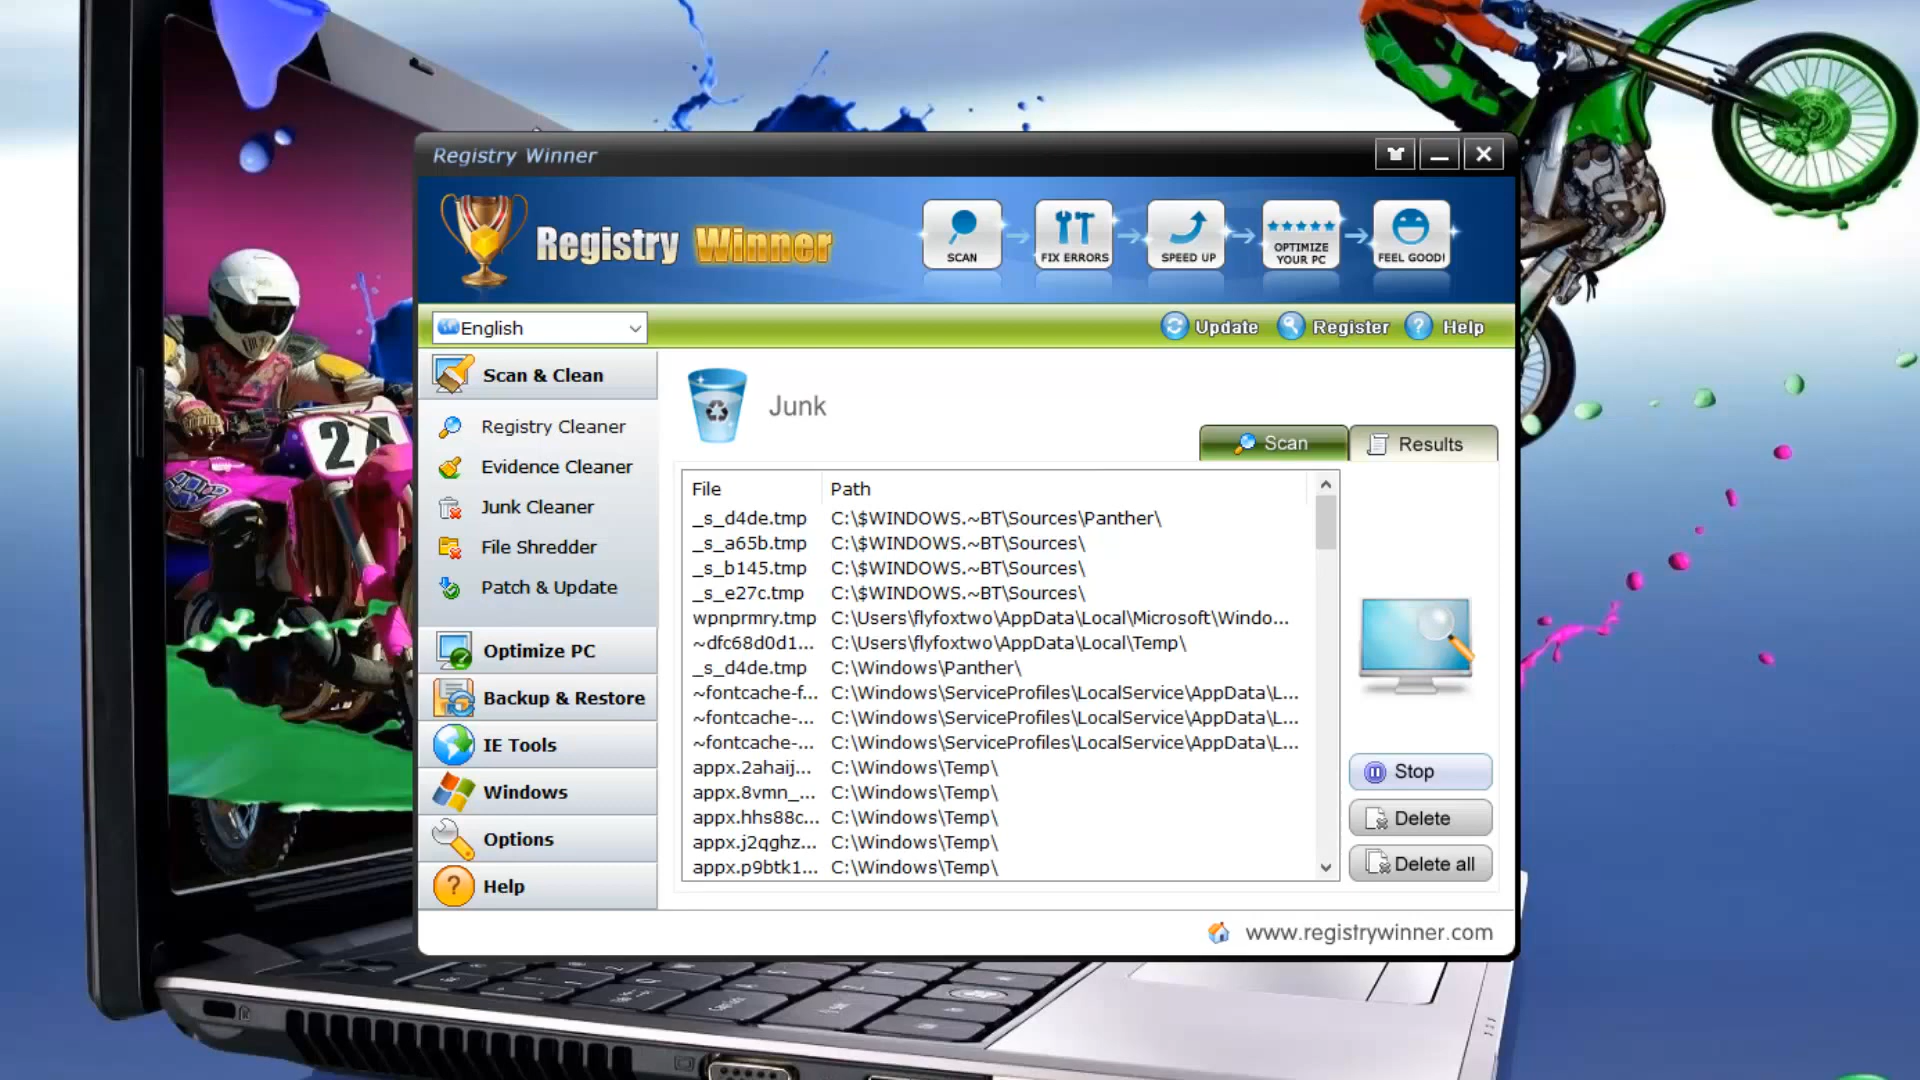 Registry Winner
Registry Winner
SCAN
FIX ERRORS
SPEED UP
OPTIMIZE
YOUR PC
FEEL GOOD!
English
Update
Register
Help
Scan & Clean
Registry Cleaner
Evidence Cleaner
Junk Cleaner
File Shredder
Patch & Update
Optimize PC
Backup & Restore
IE Tools
Windows
Options
Help
Junk
Scan
Results
File Path
_s_d4de.tmp C:\$WINDOWS.~BT\Sources\Panther\
_s_a65b.tmp C:\$WINDOWS.~BT\Sources\
_s_b145.tmp C:\$WINDOWS.~BT\Sources\
_s_e27c.tmp C:\$WINDOWS.~BT\Sources\
wpnprmry.tmp C:\Users\flyfoxtwo\AppData\Local\Microsoft\Windo...
~dfc68d0d1... C:\Users\flyfoxtwo\AppData\Local\Temp\
_s_d4de.tmp C:\Windows\Panther\
~fontcache-f... C:\Windows\ServiceProfiles\LocalService\AppData\L...
~fontcache-... C:\Windows\ServiceProfiles\LocalService\AppData\L...
~fontcache-... C:\Windows\ServiceProfiles\LocalService\AppData\L...
appx.2ahaij... C:\Windows\Temp\
appx.8vmn_... C:\Windows\Temp\
appx.hhs88c... C:\Windows\Temp\
appx.j2qghz... C:\Windows\Temp\
appx.p9btk1... C:\Windows\Temp\
Stop
Delete
Delete all
www.registrywinner.com
24